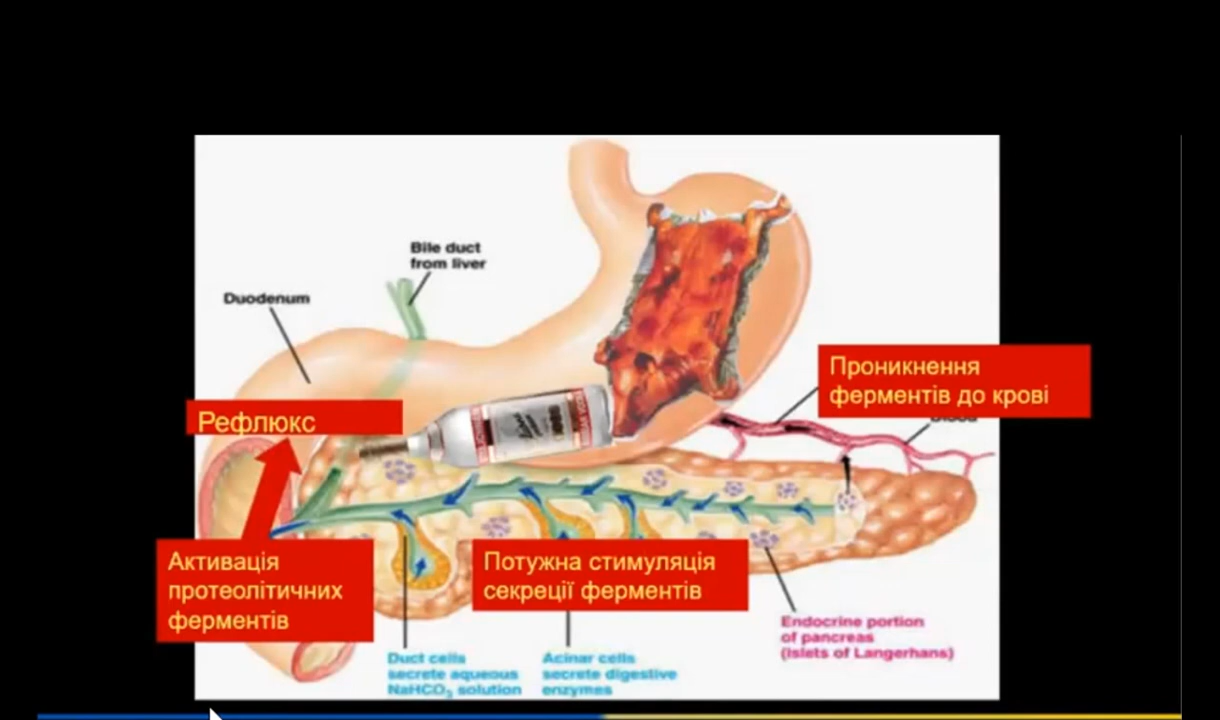 Bile duct
from liver
Duodenum
Проникнення
ферментів до крові
Рефлюкс
Активація
протеолітичних
ферментів
Потужна стимуляція
секреції ферментів
Endocrine portion
of pancreas
(Islets of Langerhans)
Duct cells
secrete aqueous
NaHCO₃ solution
Acinar cells
secrete digestive
enzymes